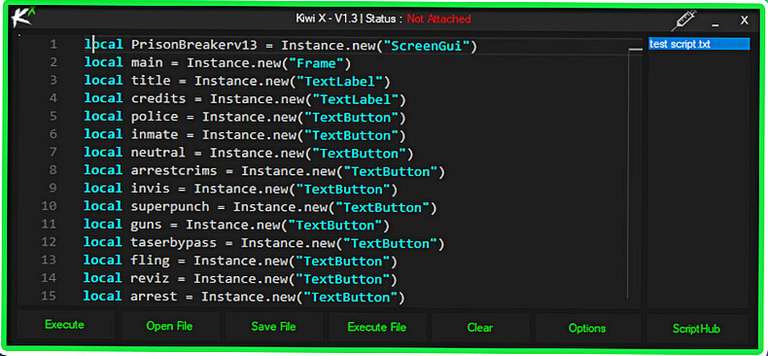 K
Kiwi X - V1.3 | Status : Not Attached
_ X
1 local PrisonBreakerv13 = Instance.new("ScreenGui")
2 local main = Instance.new("Frame")
3 local title = Instance.new("TextLabel")
4 local credits = Instance.new("TextLabel")
5 local police = Instance.new("TextButton")
6 local inmate = Instance.new("TextButton")
7 local neutral = Instance.new("TextButton")
8 local arrestcrims = Instance.new("TextButton")
9 local invis = Instance.new("TextButton")
10 local superpunch = Instance.new("TextButton")
11 local guns = Instance.new("TextButton")
12 local taserbypass = Instance.new("TextButton")
13 local fling = Instance.new("TextButton")
14 local reviz = Instance.new("TextButton")
15 local arrest = Instance.new("TextButton")
test script.txt
Execute Open File Save File Execute File Clear Options ScriptHub